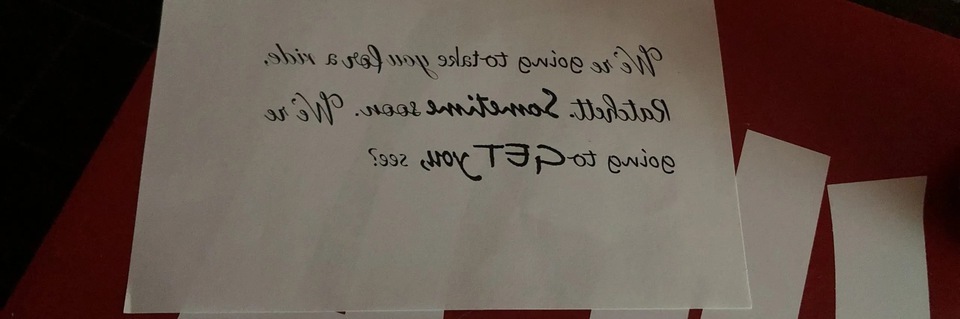 We're going to take you for a ride,
Ratchett. Sometime soon. We're
going to GET you, see?